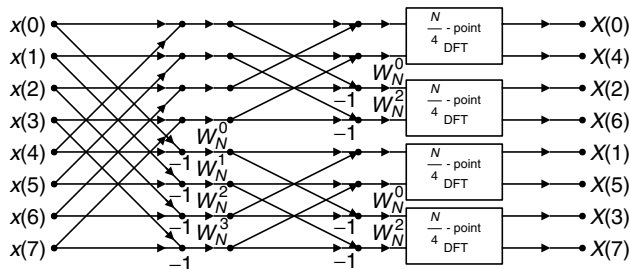 x(0)
x(1)
x(2)
x(3)
x(4)
x(5)
x(6)
x(7)
−1
−1
−1
−1
W_N^0
W_N^1
W_N^2
W_N^3
−1
−1
−1
−1
W_N^0
W_N^2
W_N^0
W_N^2
N/4 - point
DFT
N/4 - point
DFT
N/4 - point
DFT
N/4 - point
DFT
X(0)
X(4)
X(2)
X(6)
X(1)
X(5)
X(3)
X(7)